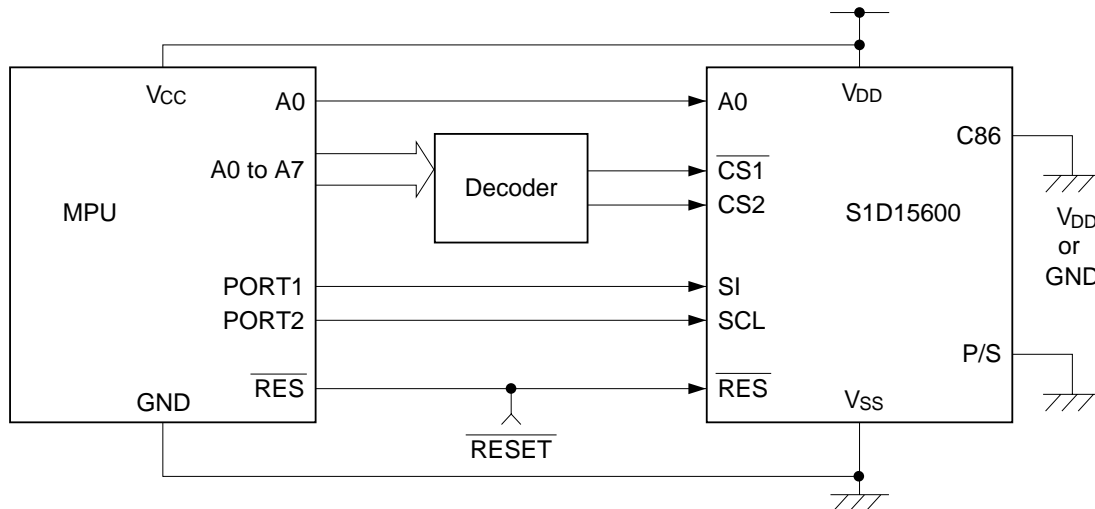 VCC
A0
A0
VDD
C86
A0 to A7
Decoder
CS1
CS2
MPU
S1D15600
VDD
or
GND
PORT1
SI
PORT2
SCL
P/S
RES
RES
GND
VSS
RESET